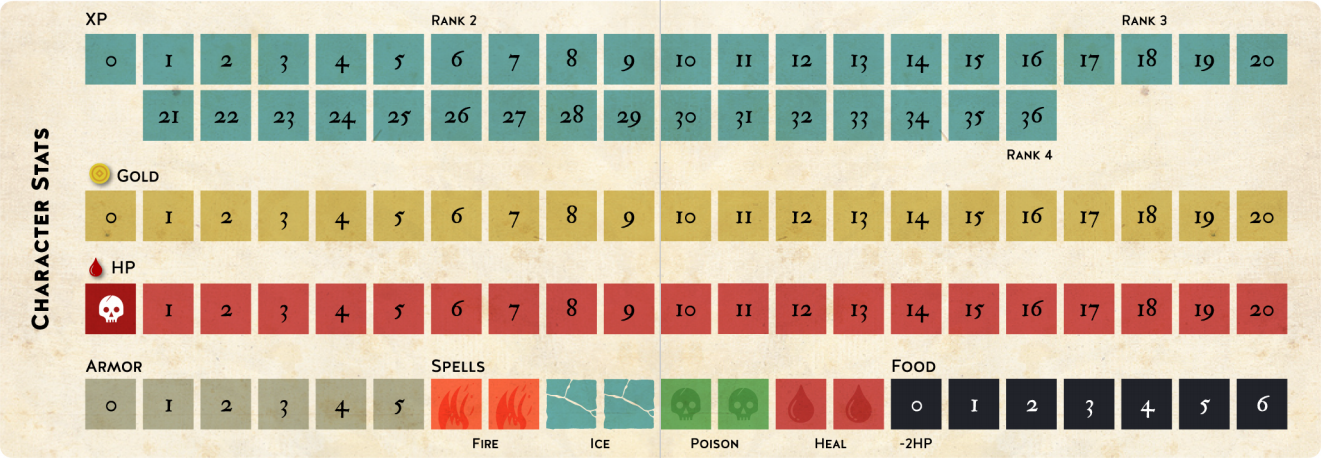 XP Rank 2 Rank 3
0 1 2 3 4 5 6 7 8 9 10 11 12 13 14 15 16 17 18 19 20
21 22 23 24 25 26 27 28 29 30 31 32 33 34 35 36
Rank 4
Character Stats
Gold
0 1 2 3 4 5 6 7 8 9 10 11 12 13 14 15 16 17 18 19 20
HP
1 2 3 4 5 6 7 8 9 10 11 12 13 14 15 16 17 18 19 20
Armor Spells Food
0 1 2 3 4 5 0 1 2 3 4 5 6
Fire Ice Poison Heal -2HP